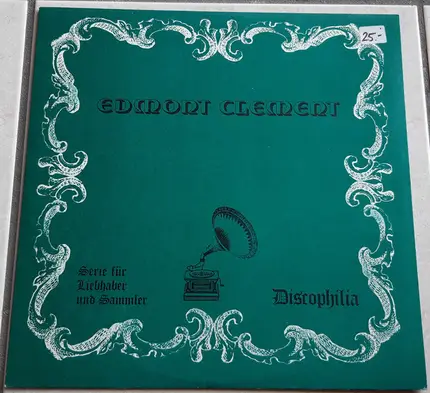 25.-
EDMONT CLEMENT
Serie für
Liebhaber
und Sammler
Discophilia